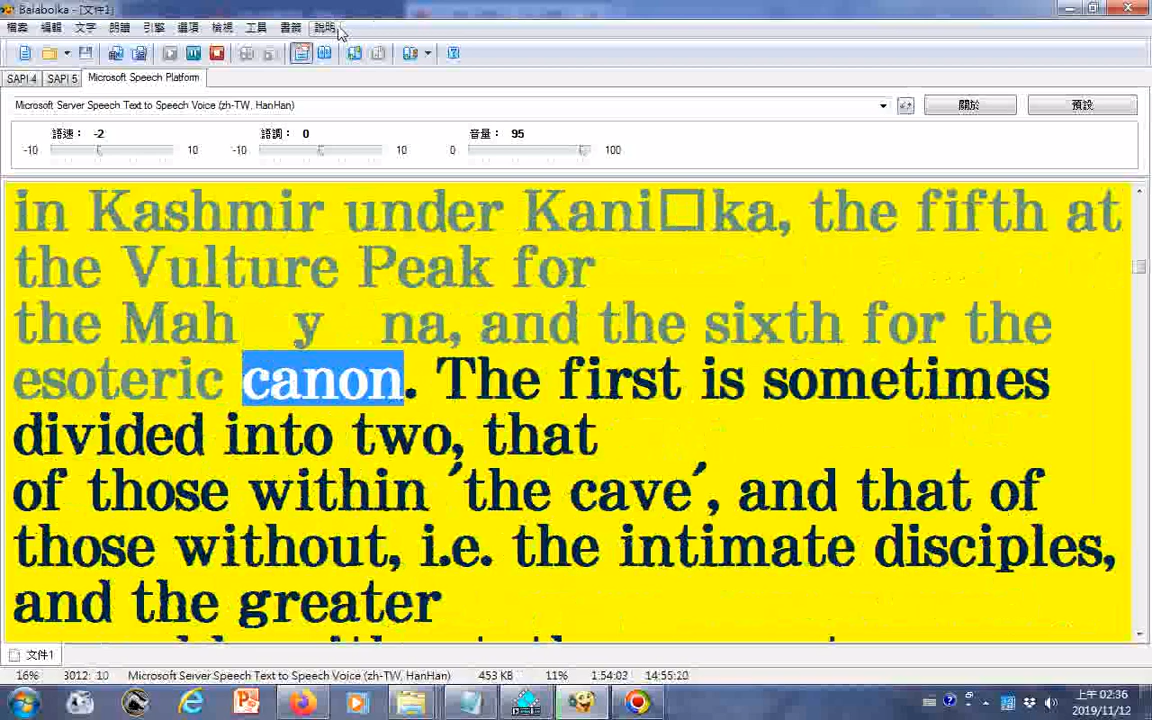 Balabolka - [文件1]
檔案 編輯 文字 朗讀 引擎 選項 檢視 工具 書籤 說明
SAPI 4 SAPI 5 Microsoft Speech Platform
Microsoft Server Speech Text to Speech Voice (zh-TW, HanHan) 關於 預設
語速： -2 語調： 0 音量： 95
-10 10 -10 10 0 100
in Kashmir under Kani□ka, the fifth at
the Vulture Peak for
the Mah y na, and the sixth for the
esoteric canon. The first is sometimes
divided into two, that
of those within 'the cave', and that of
those without, i.e. the intimate disciples,
and the greater
文件1
16% 3012: 10 Microsoft Server Speech Text to Speech Voice (zh-TW, HanHan) 453 KB 11% 1:54:03 14:55:20
上午 02:36
2019/11/12